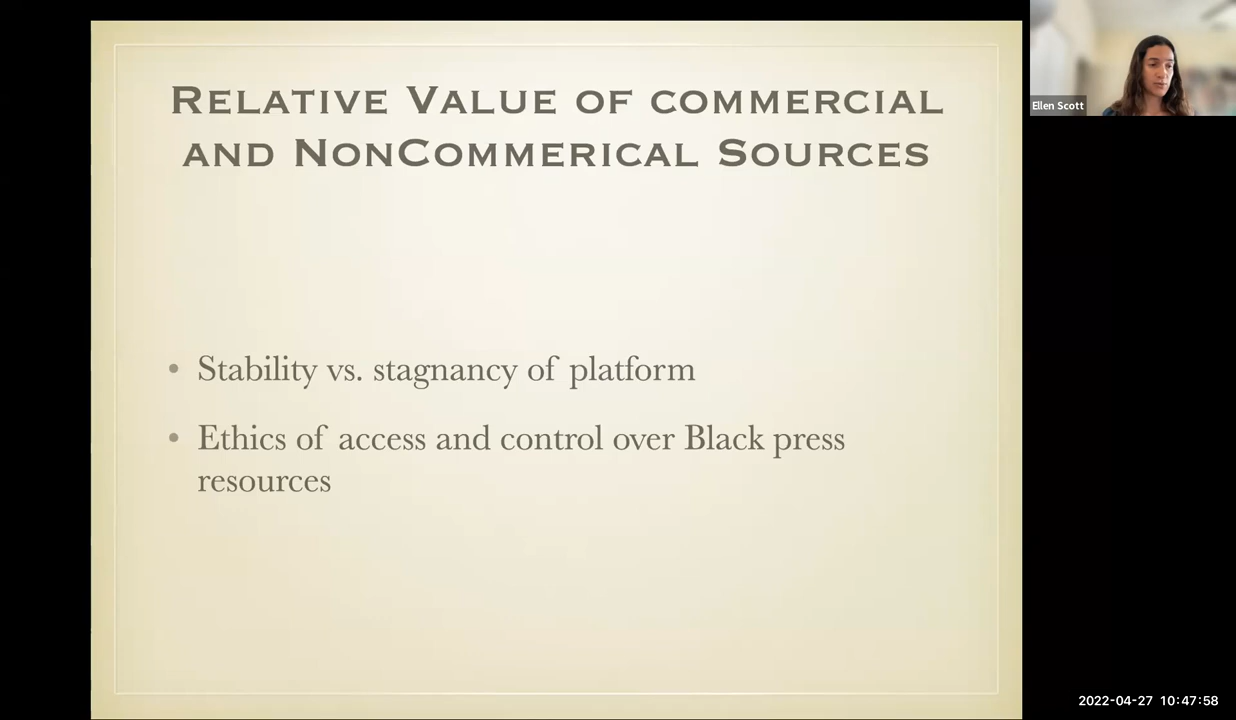 Relative Value of commercial
and NonCommerical Sources
• Stability vs. stagnancy of platform
• Ethics of access and control over Black press
resources
Ellen Scott
2022-04-27 10:47:58